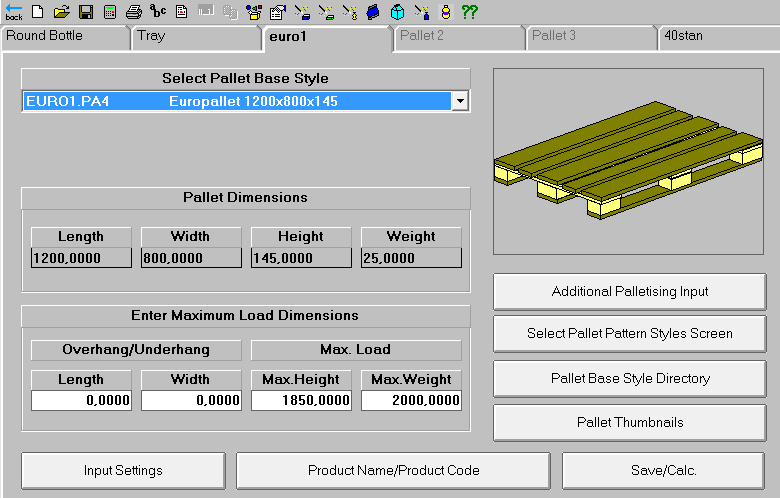 back abc ??
Round Bottle Tray euro1 Pallet 2 Pallet 3 40stan
Select Pallet Base Style
EURO1.PA4 Europallet 1200x800x145
Pallet Dimensions
Length Width Height Weight
1200,0000 800,0000 145,0000 25,0000
Enter Maximum Load Dimensions
Overhang/Underhang Max. Load
Length Width Max.Height Max.Weight
0,0000 0,0000 1850,0000 2000,0000
Additional Palletising Input
Select Pallet Pattern Styles Screen
Pallet Base Style Directory
Pallet Thumbnails
Input Settings Product Name/Product Code Save/Calc.